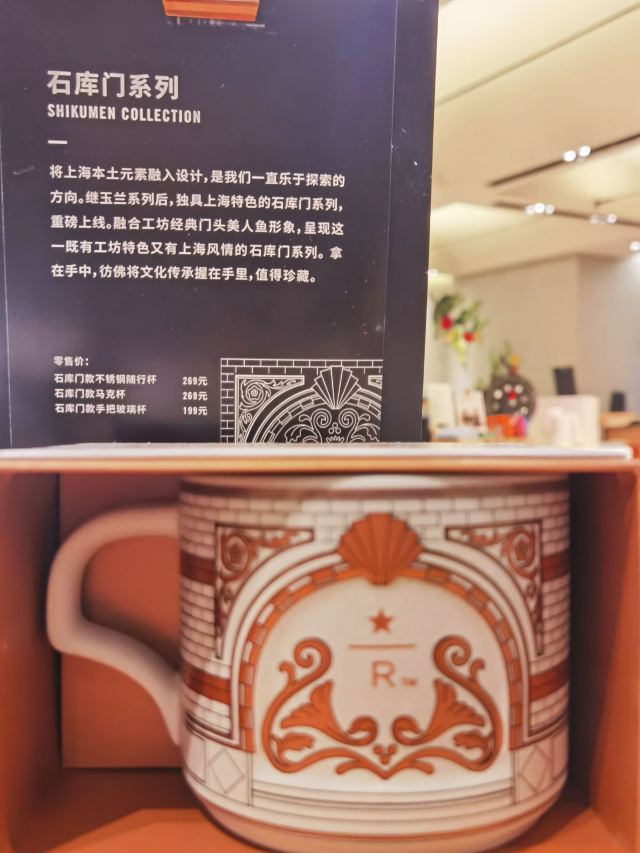 石库门系列
SHIKUMEN COLLECTION
将上海本土元素融入设计，是我们一直乐于探索的
方向。继玉兰系列后，独具上海特色的石库门系列，
重磅上线。融合工坊经典门头美人鱼形象，呈现这
一既有工坊特色又有上海风情的石库门系列。拿
在手中，彷佛将文化传承握在手里，值得珍藏。
零售价：
石库门款不锈钢随行杯 269元
石库门款马克杯 269元
石库门款手把玻璃杯 199元
R™